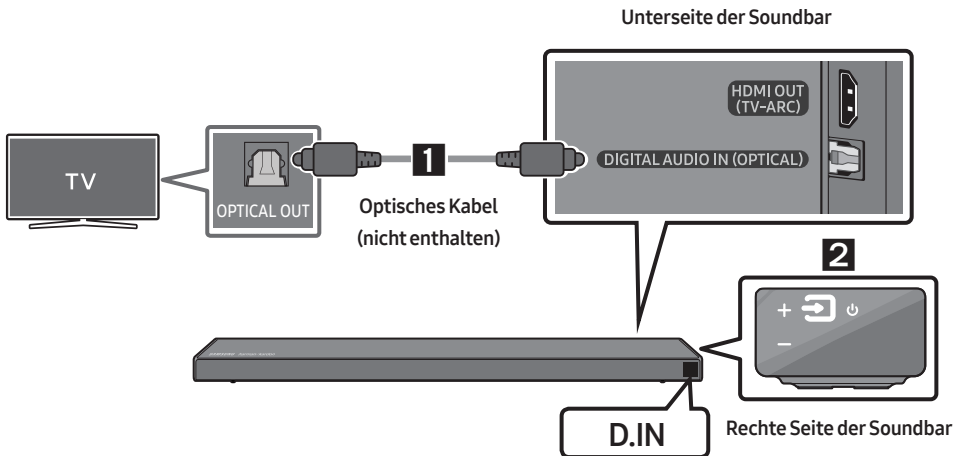 Unterseite der Soundbar
HDMI OUT
(TV-ARC)
DIGITAL AUDIO IN (OPTICAL)
TV
OPTICAL OUT
1
Optisches Kabel
(nicht enthalten)
2
+
−
D.IN
Rechte Seite der Soundbar